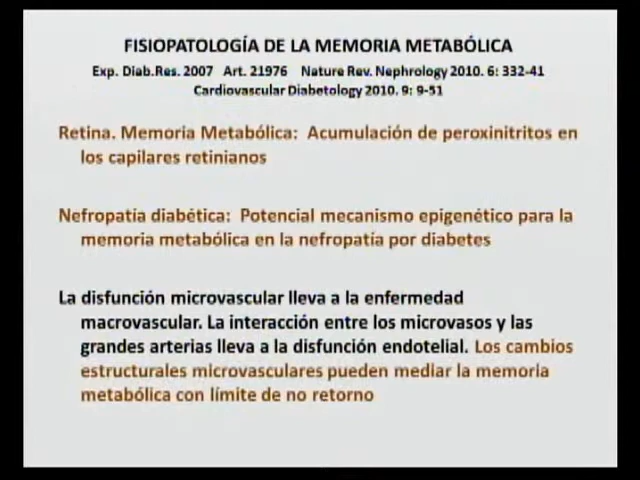 FISIOPATOLOGÍA DE LA MEMORIA METABÓLICA
Exp. Diab.Res. 2007 Art. 21976 Nature Rev. Nephrology 2010. 6: 332-41
Cardiovascular Diabetology 2010. 9: 9-51
Retina. Memoria Metabólica: Acumulación de peroxinitritos en
los capilares retinianos
Nefropatía diabética: Potencial mecanismo epigenético para la
memoria metabólica en la nefropatía por diabetes
La disfunción microvascular lleva a la enfermedad
macrovascular. La interacción entre los microvasos y las
grandes arterias lleva a la disfunción endotelial. Los cambios
estructurales microvasculares pueden mediar la memoria
metabólica con límite de no retorno